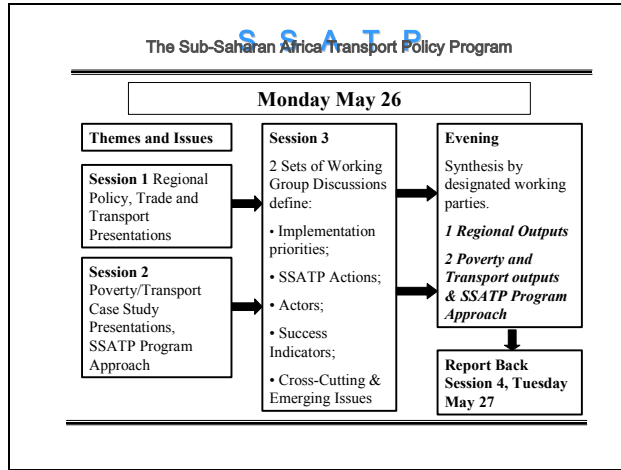 S S A T P
The Sub-Saharan Africa Transport Policy Program
Monday May 26
Themes and Issues
Session 1 Regional
Policy, Trade and
Transport
Presentations
Session 2
Poverty/Transport
Case Study
Presentations,
SSATP Program
Approach
Session 3
2 Sets of Working
Group Discussions
define:
• Implementation
priorities;
• SSATP Actions;
• Actors;
• Success
Indicators;
• Cross-Cutting &
Emerging Issues
Evening
Synthesis by
designated working
parties.
1 Regional Outputs
2 Poverty and
Transport outputs
& SSATP Program
Approach
Report Back
Session 4, Tuesday
May 27